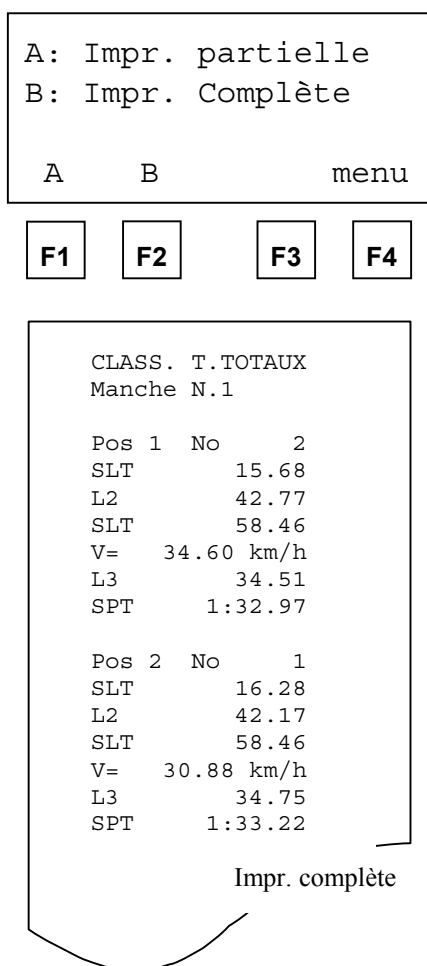 A: Impr. partielle
B: Impr. Complète
A B menu
F1 F2 F3 F4
CLASS. T.TOTAUX
Manche N.1
Pos 1 No 2
SLT 15.68
L2 42.77
SLT 58.46
V= 34.60 km/h
L3 34.51
SPT 1:32.97
Pos 2 No 1
SLT 16.28
L2 42.17
SLT 58.46
V= 30.88 km/h
L3 34.75
SPT 1:33.22
Impr. complète